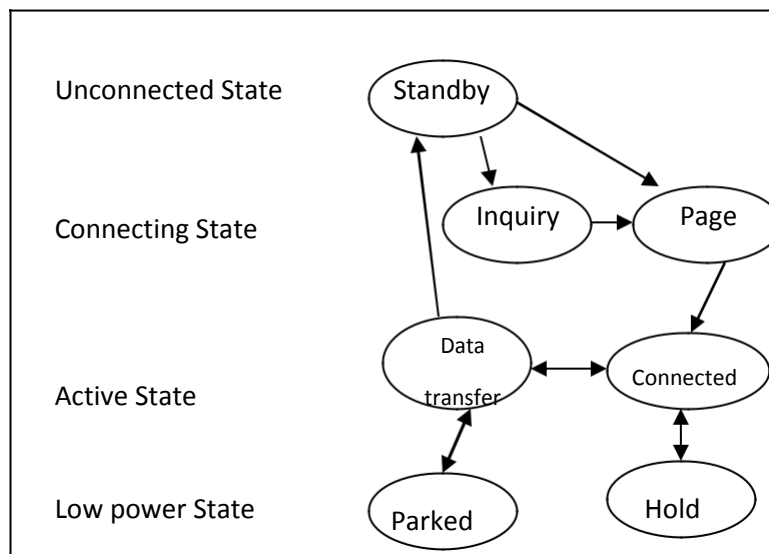 Unconnected State
Standby
Connecting State
Inquiry
Page
Active State
Data
transfer
Connected
Low power State
Parked
Hold